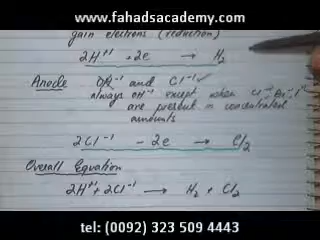 www.fahadsacademy.com
gain electrons (reduction)
2H⁺¹ + 2e → H₂
Anode OH⁻¹ and Cl⁻¹ ✓
always OH⁻¹ except when Cl⁻¹, Br⁻¹, I⁻¹
are present in concentrated
amounts
2Cl⁻¹ - 2e → Cl₂
Overall Equation
2H⁺¹ + 2Cl⁻¹ → H₂ + Cl₂
tel: (0092) 323 509 4443